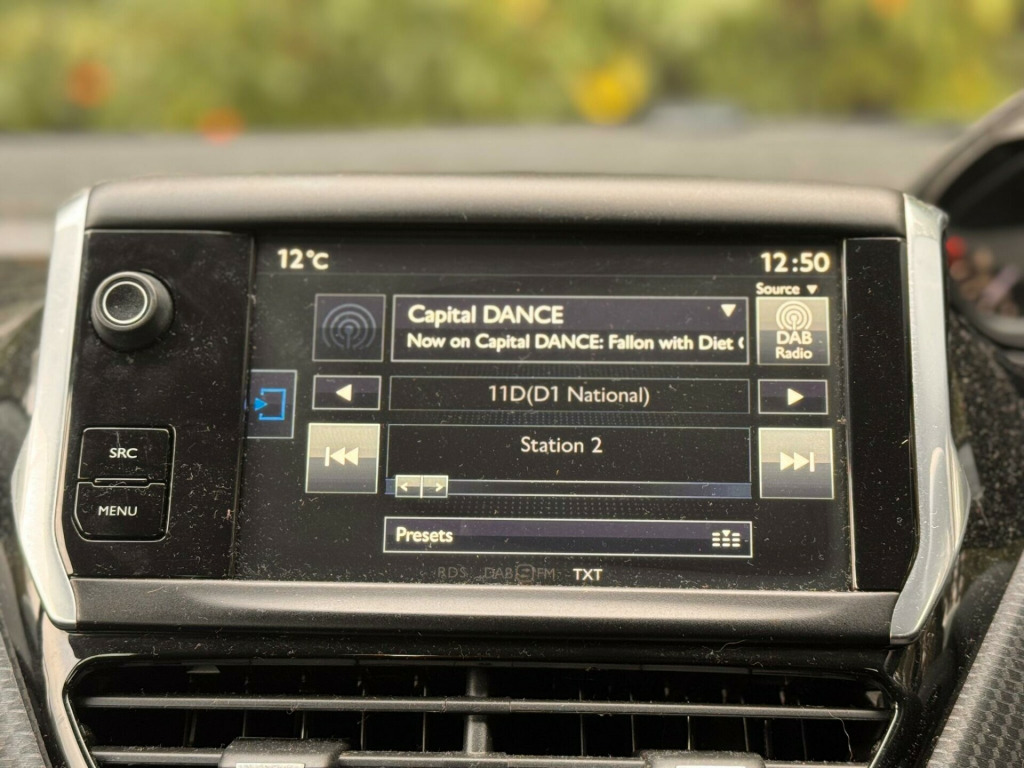 12°C
12:50
Source
Capital DANCE
Now on Capital DANCE: Fallon with Diet
DAB
Radio
11D(D1 National)
SRC
Station 2
MENU
Presets
RDS DAB FM TXT